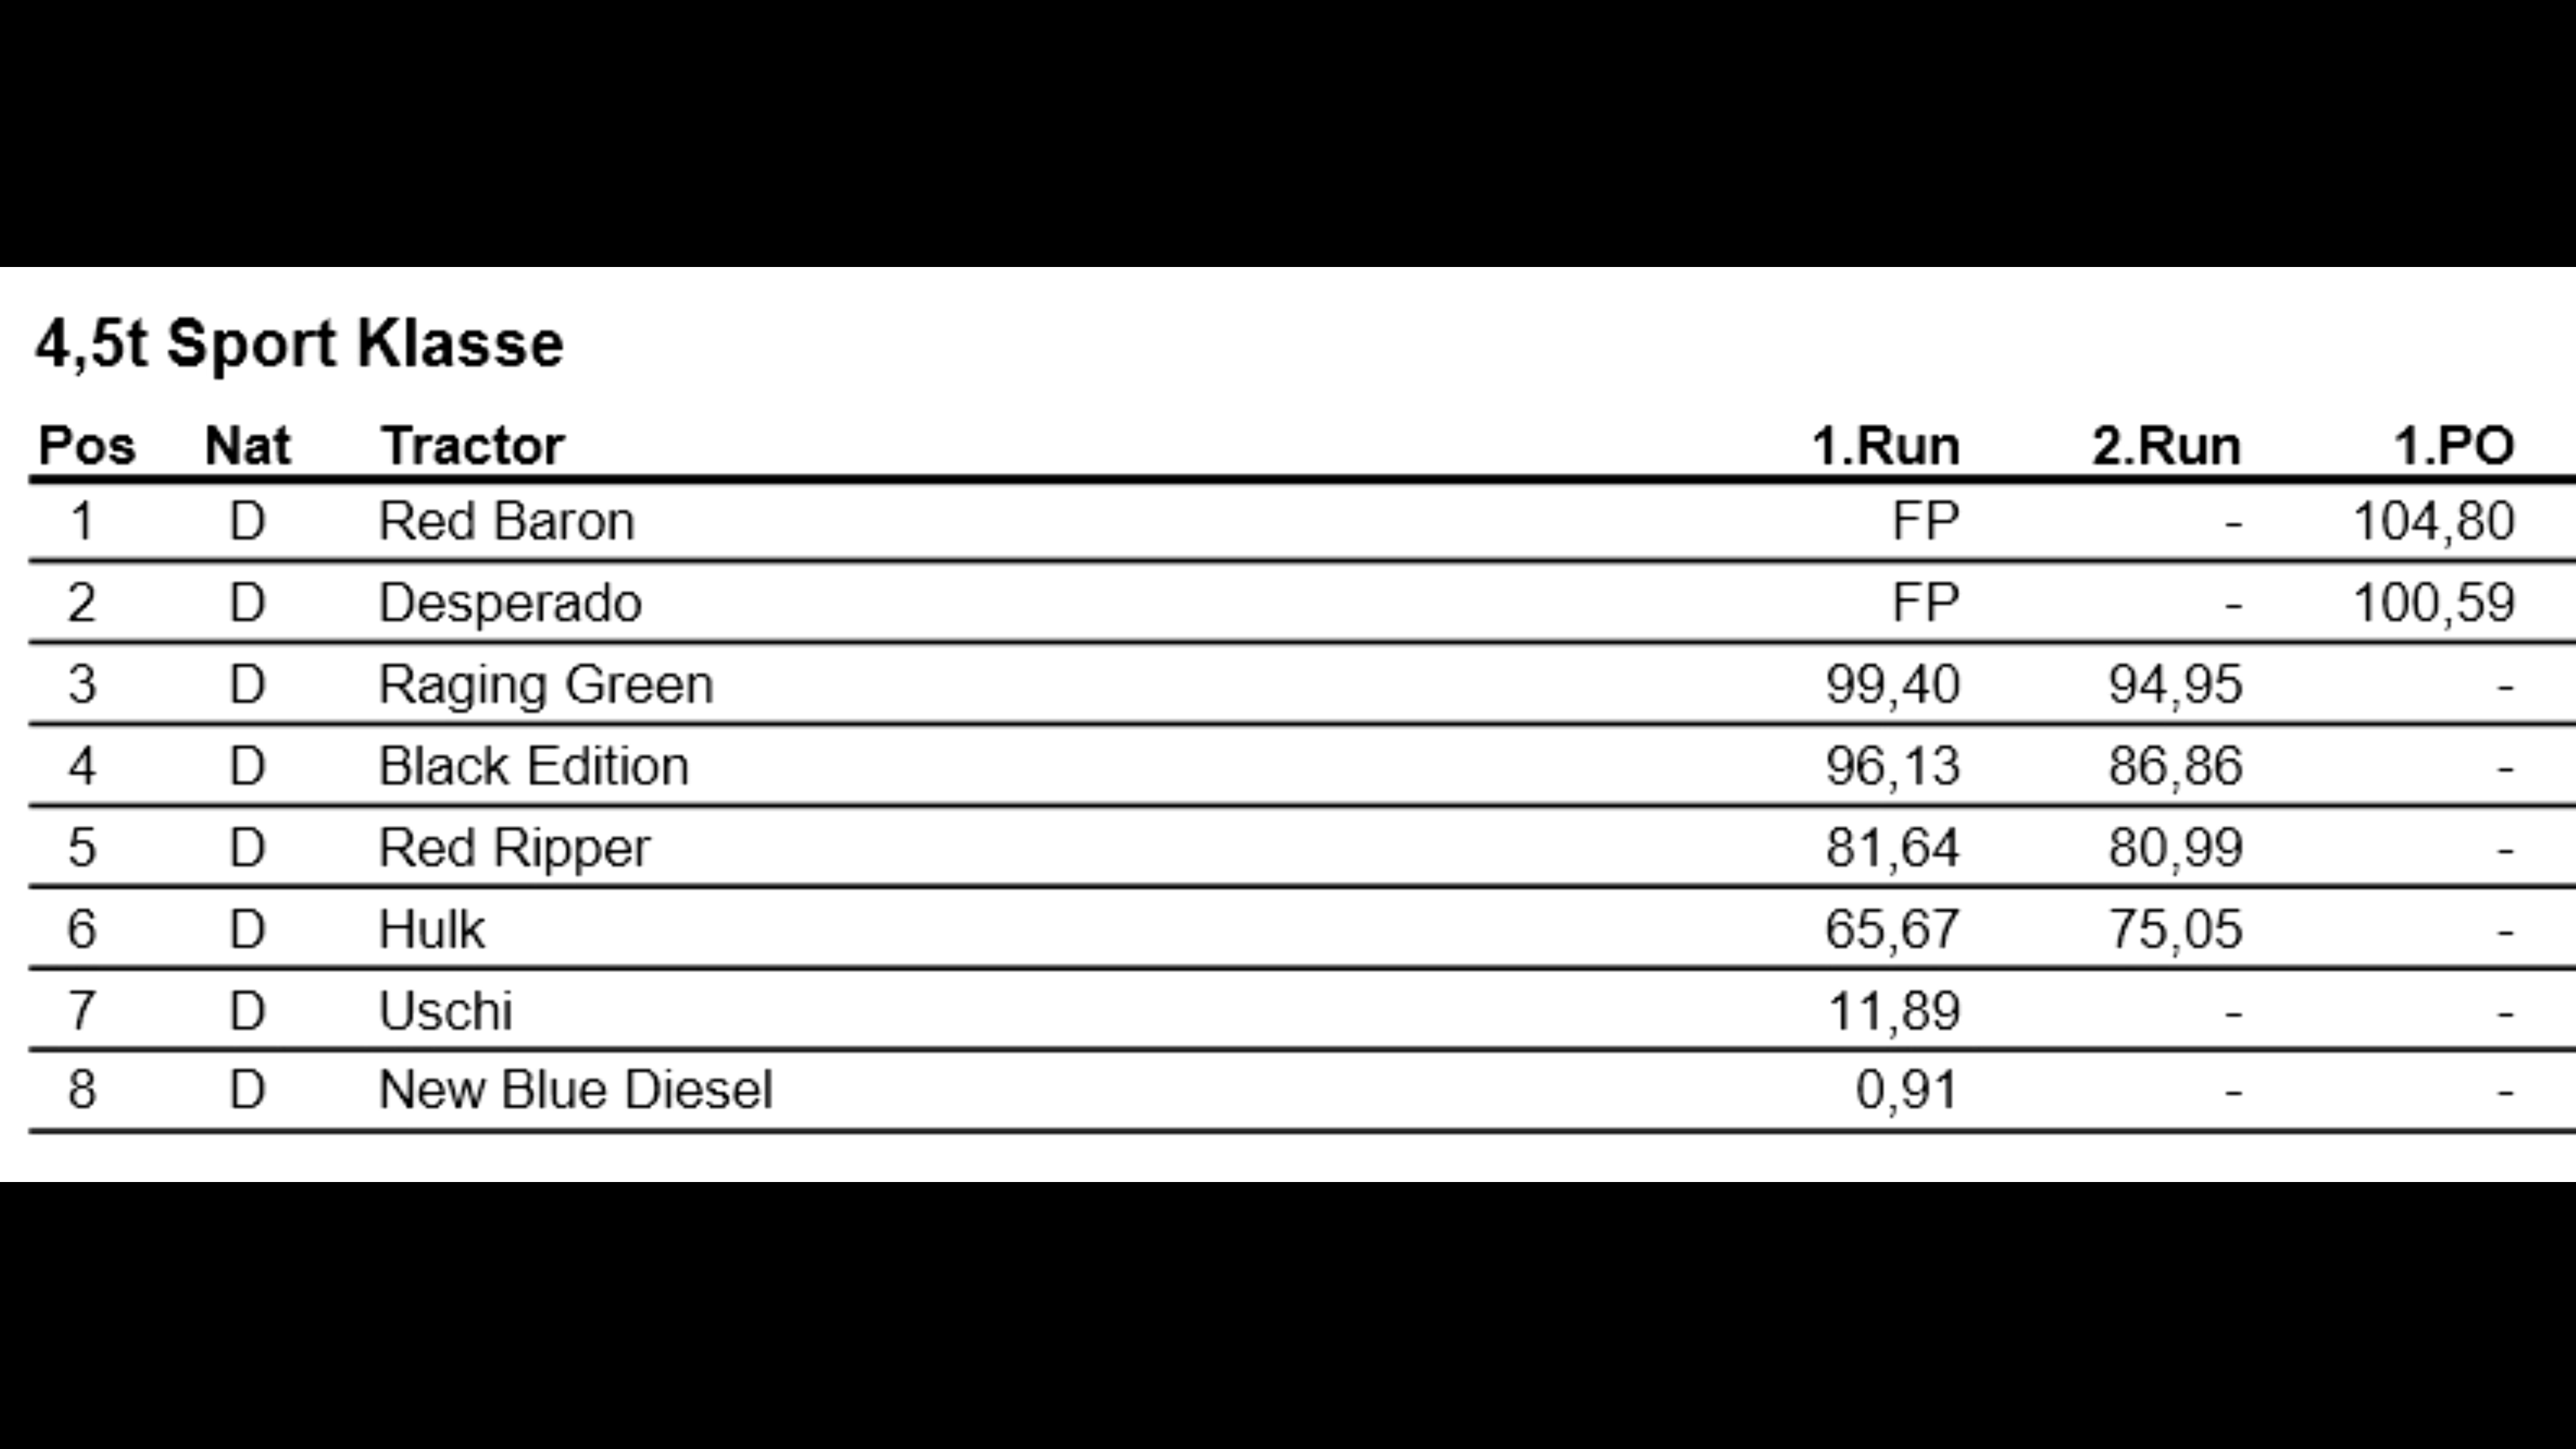 4,5t Sport Klasse
Pos Nat Tractor 1.Run 2.Run 1.PO
1 D Red Baron FP - 104,80
2 D Desperado FP - 100,59
3 D Raging Green 99,40 94,95 -
4 D Black Edition 96,13 86,86 -
5 D Red Ripper 81,64 80,99 -
6 D Hulk 65,67 75,05 -
7 D Uschi 11,89 - -
8 D New Blue Diesel 0,91 - -